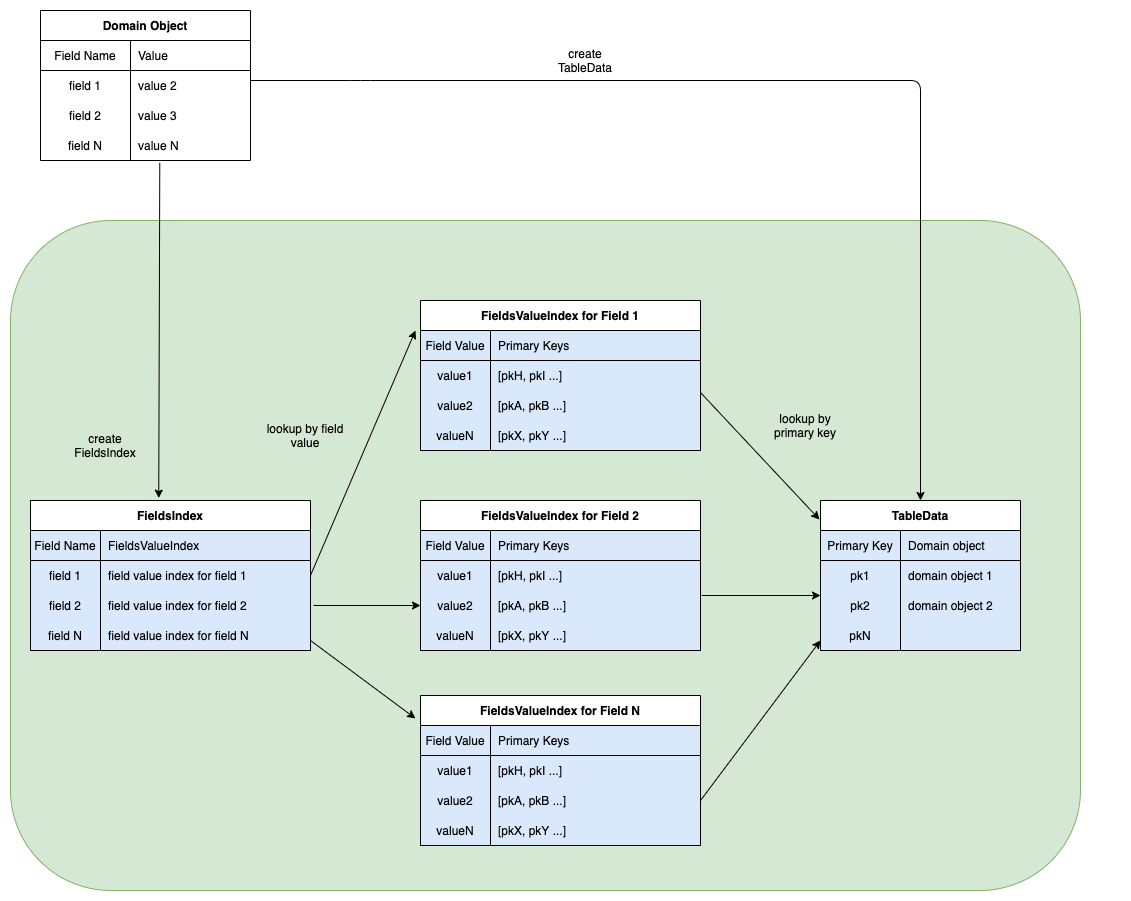 Domain Object
Field Name Value
field 1 value 2
field 2 value 3
field N value N
create
TableData
create
FieldsIndex
lookup by field
value
lookup by
primary key
FieldsValueIndex for Field 1
Field Value Primary Keys
value1 [pkH, pkI ...]
value2 [pkA, pkB ...]
valueN [pkX, pkY ...]
FieldsIndex
Field Name FieldsValueIndex
field 1 field value index for field 1
field 2 field value index for field 2
field N field value index for field N
FieldsValueIndex for Field 2
Field Value Primary Keys
value1 [pkH, pkI ...]
value2 [pkA, pkB ...]
valueN [pkX, pkY ...]
TableData
Primary Key Domain object
pk1 domain object 1
pk2 domain object 2
pkN
FieldsValueIndex for Field N
Field Value Primary Keys
value1 [pkH, pkI ...]
value2 [pkA, pkB ...]
valueN [pkX, pkY ...]